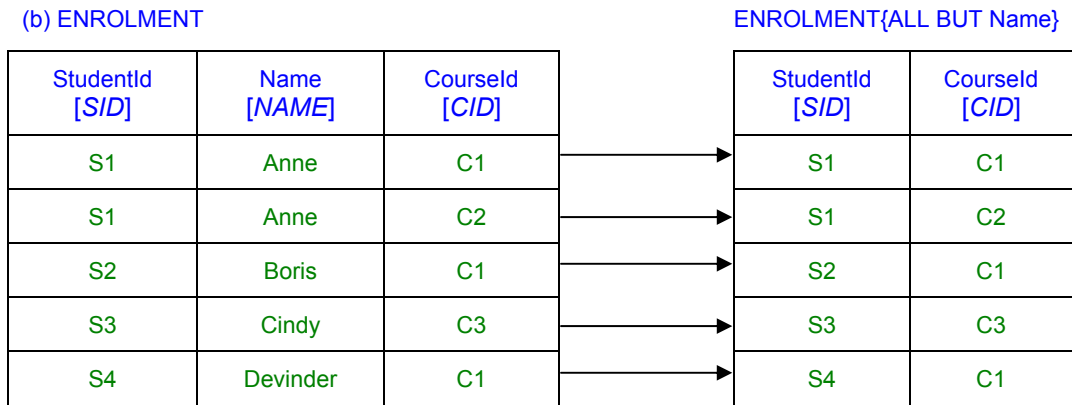 (b) ENROLMENT ENROLMENT{ALL BUT Name}
StudentId Name CourseId StudentId CourseId
[SID] [NAME] [CID] [SID] [CID]
S1 Anne C1 S1 C1
S1 Anne C2 S1 C2
S2 Boris C1 S2 C1
S3 Cindy C3 S3 C3
S4 Devinder C1 S4 C1